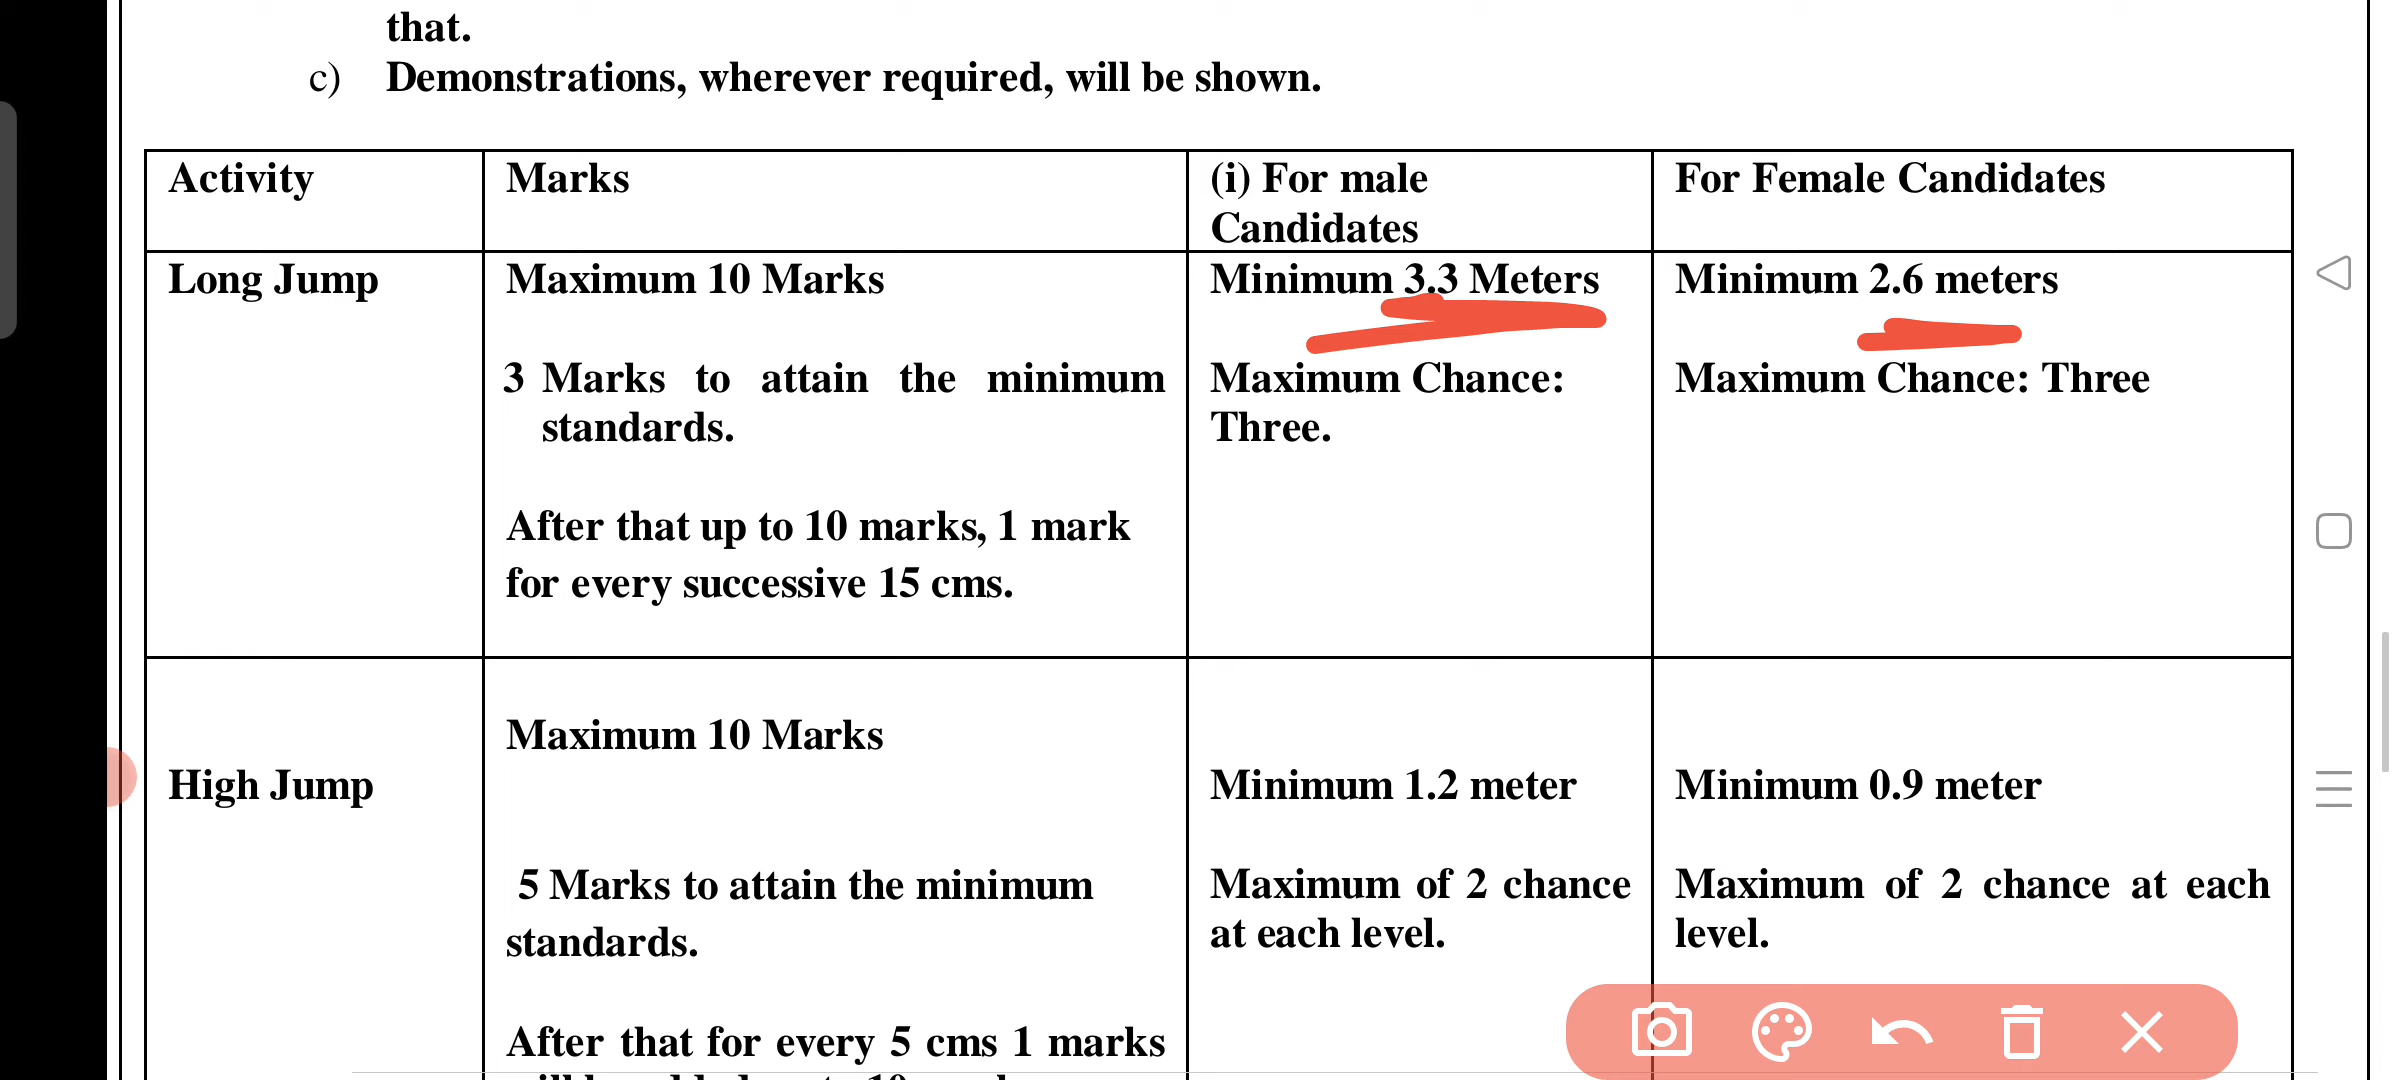 that.
c) Demonstrations, wherever required, will be shown.
Activity
Marks
(i) For male
Candidates
For Female Candidates
Long Jump
Maximum 10 Marks
3 Marks to attain the minimum
standards.
After that up to 10 marks, 1 mark
for every successive 15 cms.
Minimum 3.3 Meters
Maximum Chance:
Three.
Minimum 2.6 meters
Maximum Chance: Three
High Jump
Maximum 10 Marks
5 Marks to attain the minimum
standards.
After that for every 5 cms 1 marks
Minimum 1.2 meter
Maximum of 2 chance
at each level.
Minimum 0.9 meter
Maximum of 2 chance at each
level.